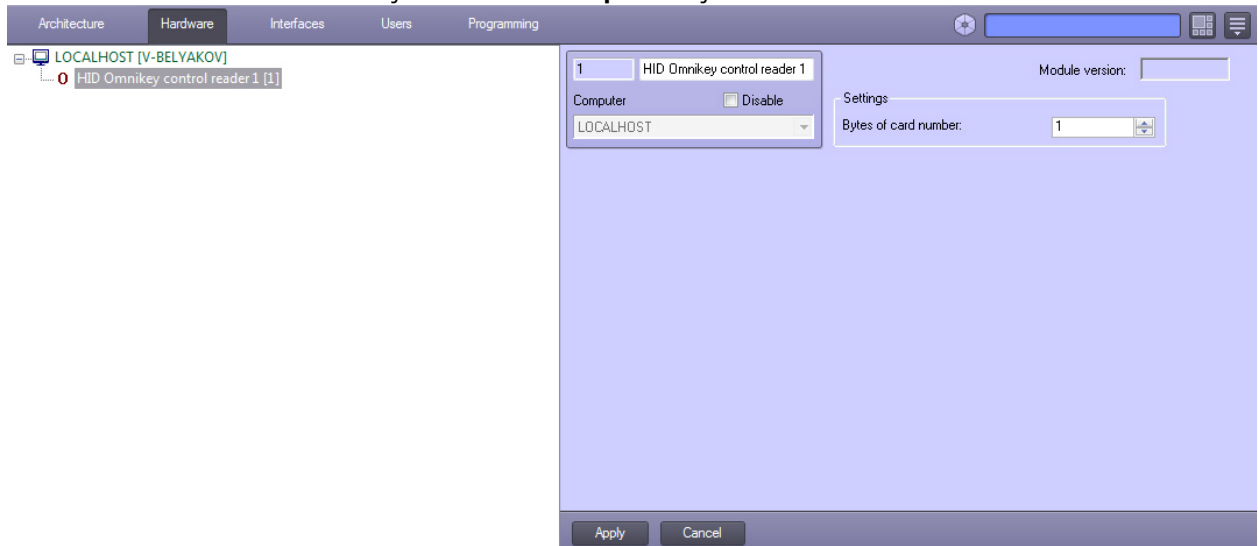 Architecture Hardware Interfaces Users Programming
LOCALHOST [V-BELYAKOV]
HID Omnikey control reader 1 [1]
1 HID Omnikey control reader 1
Module version:
Computer Disable
Settings
LOCALHOST
Bytes of card number: 1
Apply Cancel